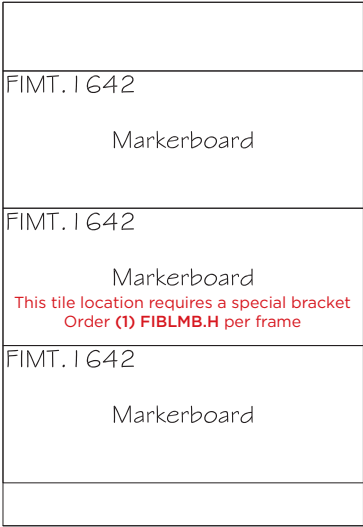 FIMT.1642
Markerboard
FIMT.1642
Markerboard
This tile location requires a special bracket
Order (1) FIBLMB.H per frame
FIMT.1642
Markerboard